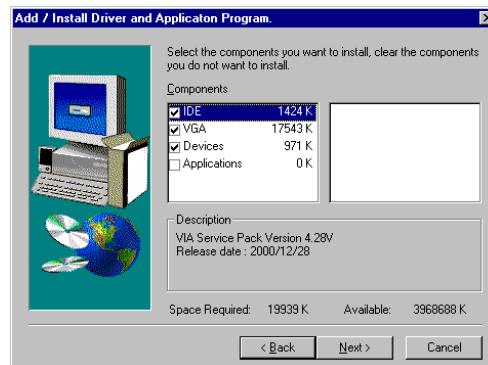 Add / Install Driver and Applicaton Program.
Select the components you want to install, clear the components
you do not want to install.
Components
IDE 1424 K
VGA 17543 K
Devices 971 K
Applications 0 K
Description
VIA Service Pack Version 4.28V
Release date : 2000/12/28
Space Required: 19939 K Available: 3968688 K
< Back Next > Cancel